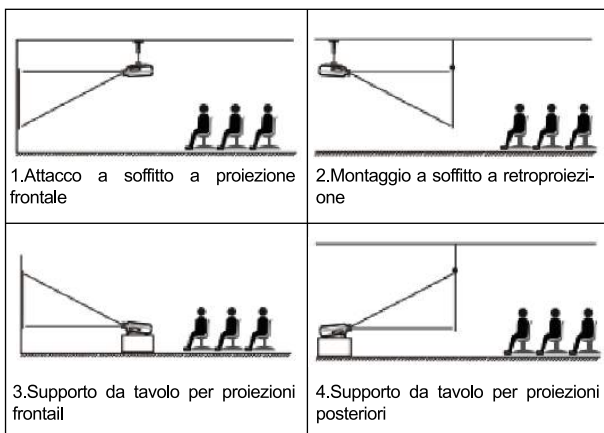 1.Attacco a soffitto a proiezione
frontale
2.Montaggio a soffitto a retroproiezi-
one
3.Supporto da tavolo per proiezioni
frontail
4.Supporto da tavolo per proiezioni
posteriori